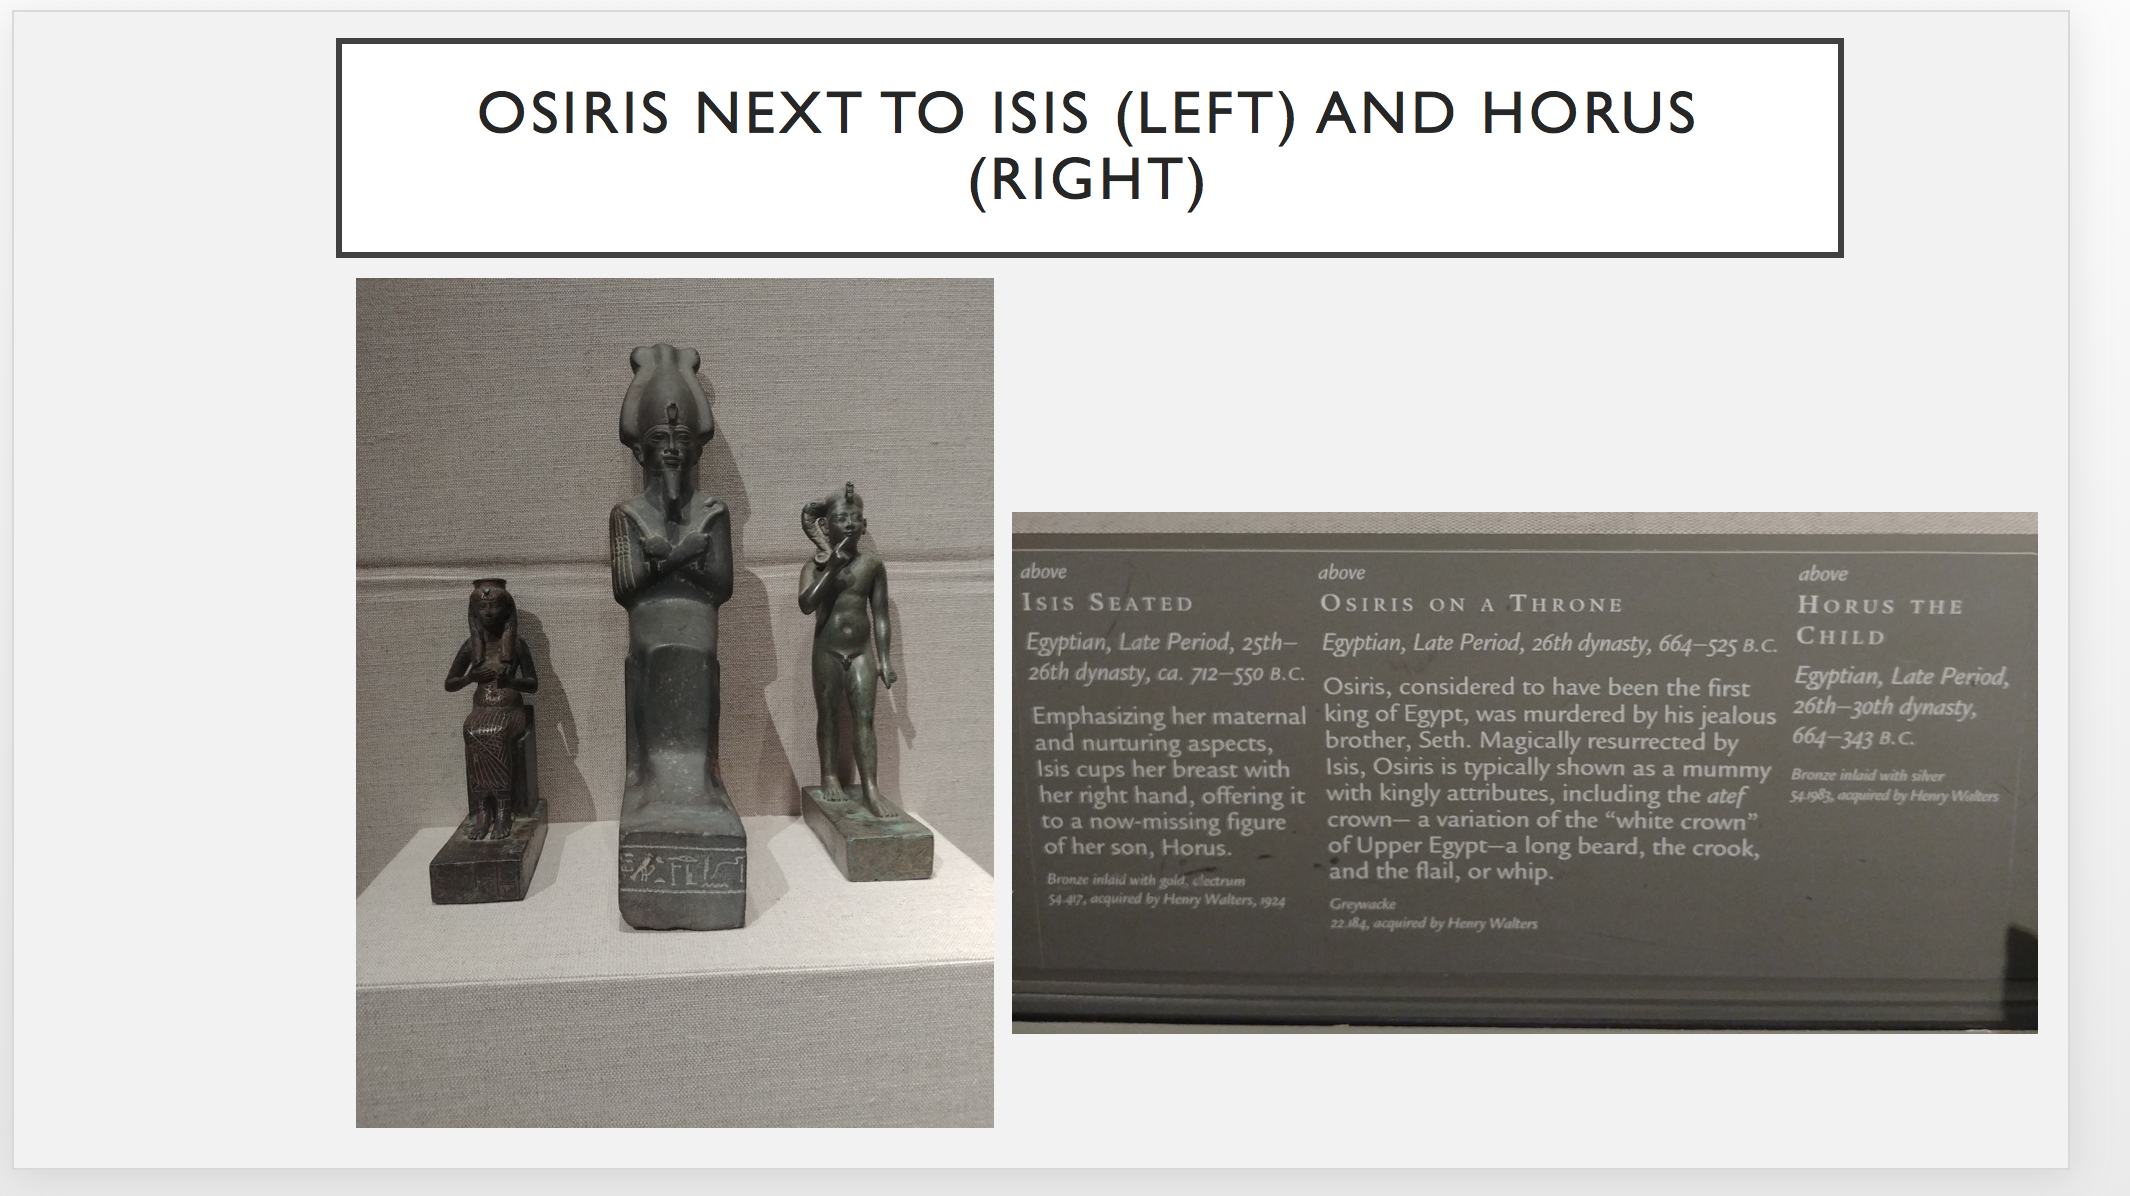 OSIRIS NEXT TO ISIS (LEFT) AND HORUS
(RIGHT)
above
ISIS SEATED
Egyptian, Late Period, 25th–
26th dynasty, ca. 712–550 B.C.
Emphasizing her maternal
and nurturing aspects,
Isis cups her breast with
her right hand, offering it
to a now-missing figure
of her son, Horus.
Bronze inlaid with gold, electrum
54.417, acquired by Henry Walters, 1924
above
OSIRIS ON A THRONE
Egyptian, Late Period, 26th dynasty, 664–525 B.C.
Osiris, considered to have been the first
king of Egypt, was murdered by his jealous
brother, Seth. Magically resurrected by
Isis, Osiris is typically shown as a mummy
with kingly attributes, including the atef
crown— a variation of the “white crown”
of Upper Egypt—a long beard, the crook,
and the flail, or whip.
Greywacke
22.184, acquired by Henry Walters
above
HORUS THE
CHILD
Egyptian, Late Period,
26th–30th dynasty,
664–343 B.C.
Bronze inlaid with silver
54.1983, acquired by Henry Walters